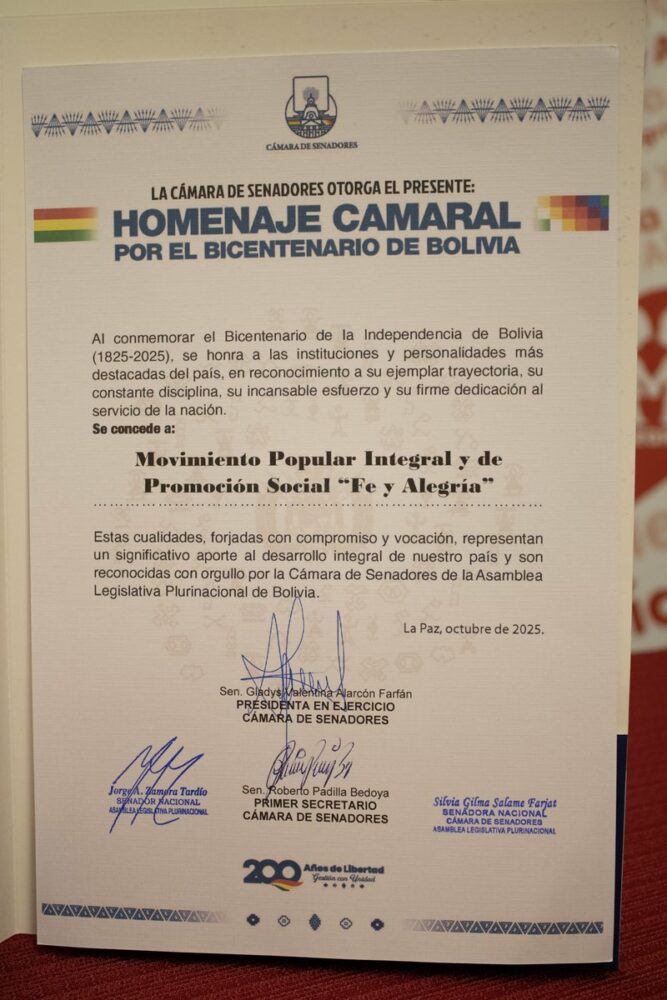 CÁMARA DE SENADORES
LA CÁMARA DE SENADORES OTORGA EL PRESENTE:
HOMENAJE CAMARAL
POR EL BICENTENARIO DE BOLIVIA
Al conmemorar el Bicentenario de la Independencia de Bolivia
(1825-2025), se honra a las instituciones y personalidades más
destacadas del país, en reconocimiento a su ejemplar trayectoria, su
constante disciplina, su incansable esfuerzo y su firme dedicación al
servicio de la nación.
Se concede a:
Movimiento Popular Integral y de
Promoción Social “Fe y Alegría”
Estas cualidades, forjadas con compromiso y vocación, representan
un significativo aporte al desarrollo integral de nuestro país y son
reconocidas con orgullo por la Cámara de Senadores de la Asamblea
Legislativa Plurinacional de Bolivia.
La Paz, octubre de 2025.
Sen. Gladys Valentina Alarcón Farfán
PRESIDENTA EN EJERCICIO
CÁMARA DE SENADORES
Jorge A. Zamora Tardío
SENADOR NACIONAL
ASAMBLEA LEGISLATIVA PLURINACIONAL
Sen. Roberto Padilla Bedoya
PRIMER SECRETARIO
CÁMARA DE SENADORES
Silvia Gilma Salame Farjat
SENADORA NACIONAL
CÁMARA DE SENADORES
ASAMBLEA LEGISLATIVA PLURINACIONAL
200 Años de Libertad
Gestión con Unidad